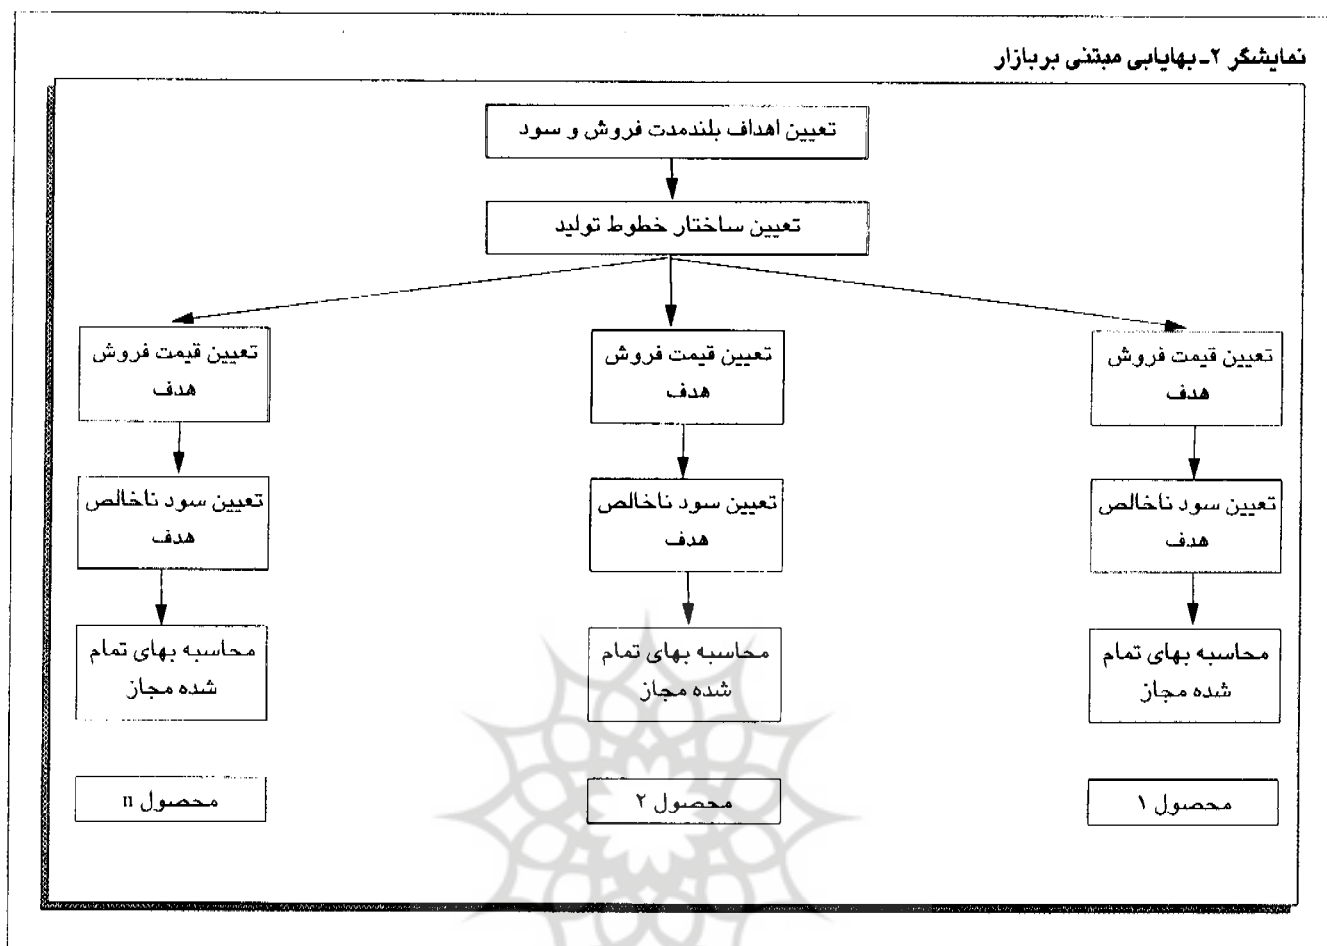 نمایشگر ۲ـ بهایابی مبتنی بر بازار
تعیین اهداف بلندمدت فروش و سود
تعیین ساختار خطوط تولید
تعیین قیمت فروش
هدف
تعیین سود ناخالص
هدف
محاسبه بهای تمام
شده مجاز
محصول ۱
تعیین قیمت فروش
هدف
تعیین سود ناخالص
هدف
محاسبه بهای تمام
شده مجاز
محصول ۲
تعیین قیمت فروش
هدف
تعیین سود ناخالص
هدف
محاسبه بهای تمام
شده مجاز
محصول n